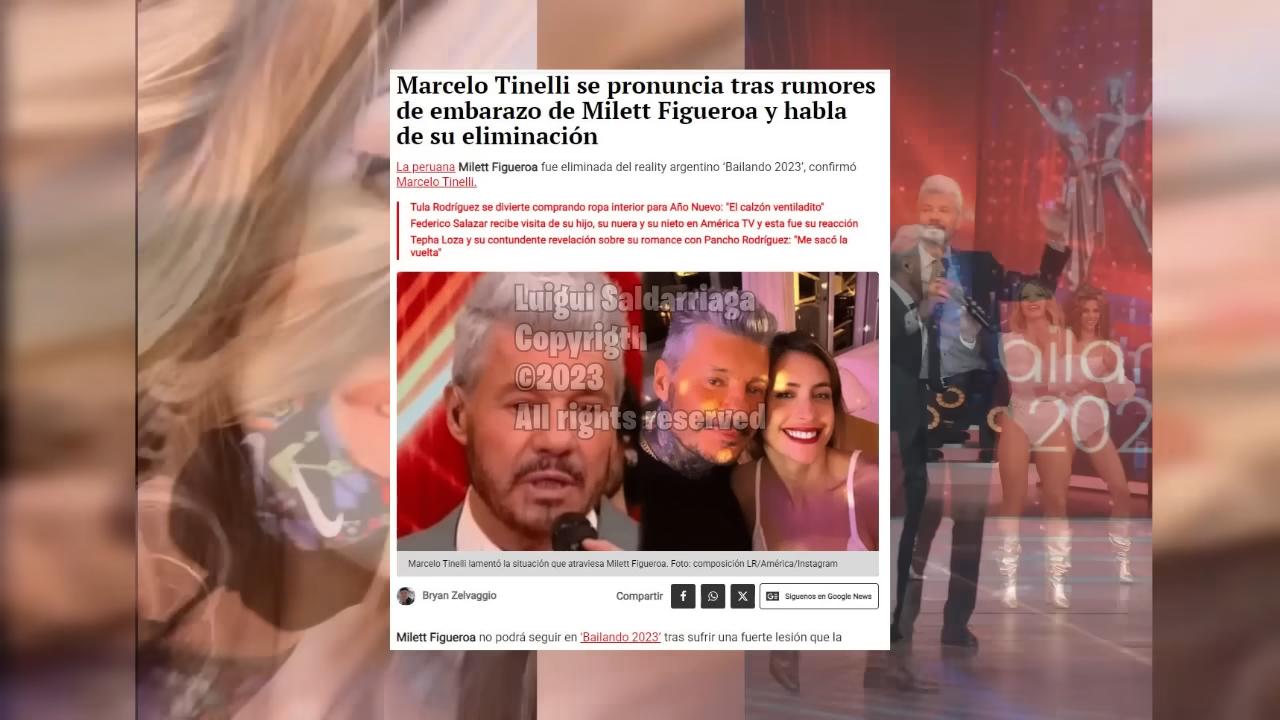 Marcelo Tinelli se pronuncia tras rumores
de embarazo de Milett Figueroa y habla
de su eliminación
La peruana Milett Figueroa fue eliminada del reality argentino ‘Bailando 2023’, confirmó
Marcelo Tinelli.
Tula Rodríguez se divierte comprando ropa interior para Año Nuevo: "El calzón ventiladito"
Federico Salazar recibe visita de su hijo, su nuera y su nieto en América TV y esta fue su reacción
Tepha Loza y su contundente revelación sobre su romance con Pancho Rodríguez: "Me sacó la
vuelta"
Luigui Saldarriaga
Copyrigth
©2023
All rights reserved
Marcelo Tinelli lamentó la situación que atraviesa Milett Figueroa. Foto: composición LR/América/Instagram
Bryan Zelvaggio
Compartir
Síguenos en Google News
Milett Figueroa no podrá seguir en ‘Bailando 2023’ tras sufrir una fuerte lesión que la
ailan
202